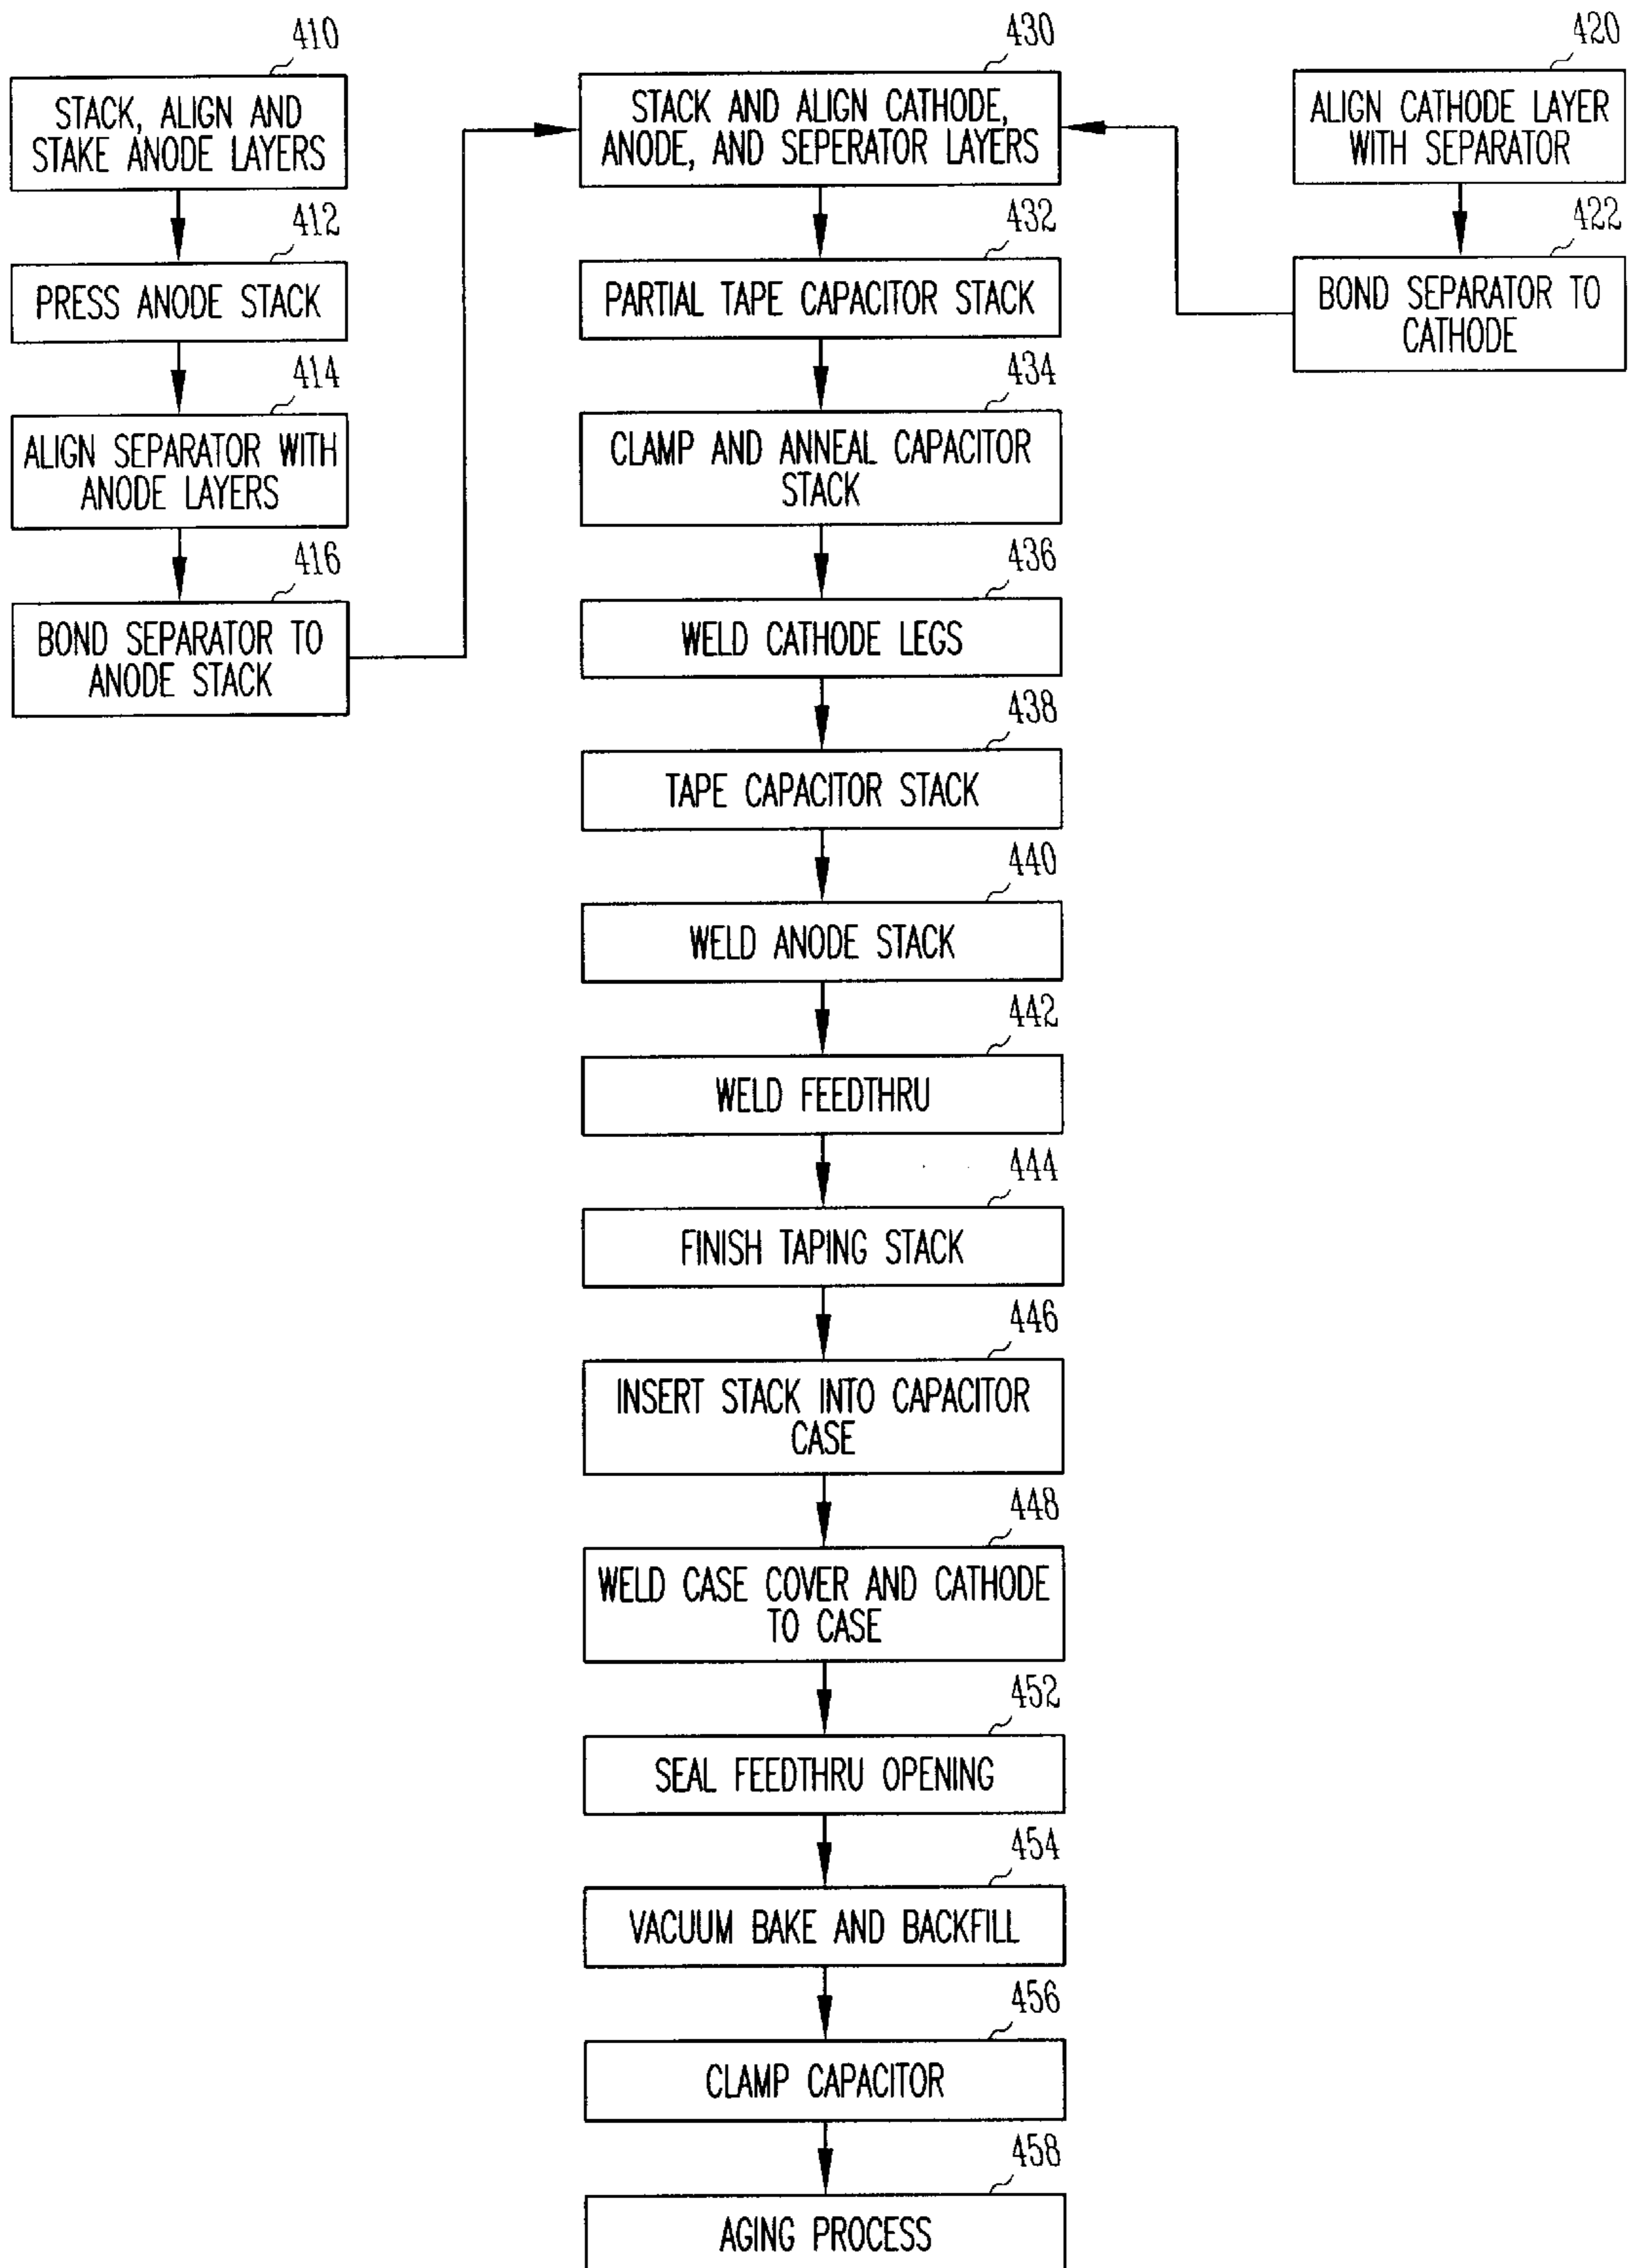 410
STACK, ALIGN AND
STAKE ANODE LAYERS
412
PRESS ANODE STACK
414
ALIGN SEPARATOR WITH
ANODE LAYERS
416
BOND SEPARATOR TO
ANODE STACK
420
ALIGN CATHODE LAYER
WITH SEPARATOR
422
BOND SEPARATOR TO
CATHODE
430
STACK AND ALIGN CATHODE,
ANODE, AND SEPERATOR LAYERS
432
PARTIAL TAPE CAPACITOR STACK
434
CLAMP AND ANNEAL CAPACITOR
STACK
436
WELD CATHODE LEGS
438
TAPE CAPACITOR STACK
440
WELD ANODE STACK
442
WELD FEEDTHRU
444
FINISH TAPING STACK
446
INSERT STACK INTO CAPACITOR
CASE
448
WELD CASE COVER AND CATHODE
TO CASE
452
SEAL FEEDTHRU OPENING
454
VACUUM BAKE AND BACKFILL
456
CLAMP CAPACITOR
458
AGING PROCESS